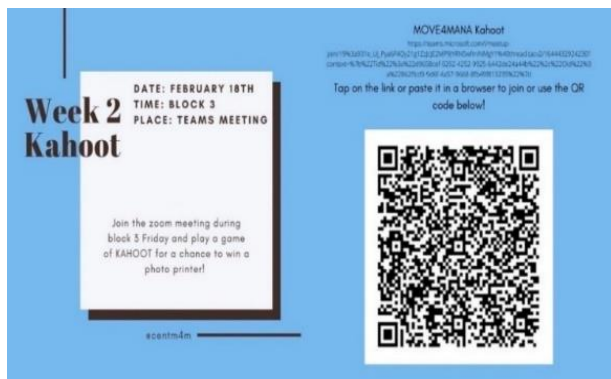 Week 2
Kahoot
DATE: FEBRUARY 18TH
TIME: BLOCK 3
PLACE: TEAMS MEETING
Join the zoom meeting during
block 3 Friday and play a game
of KAHOOT for a chance to win a
photo printer!
ecentm4m
MOVE4MANA Kahoot
Tap on the link or paste it in a browser to join or use the QR
code below!